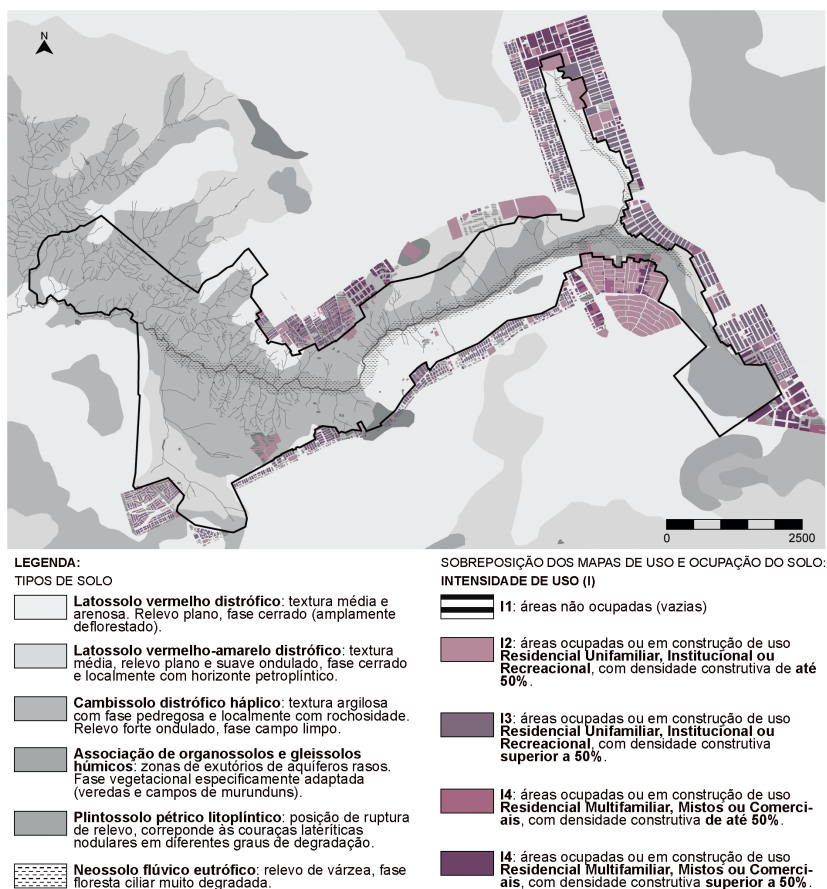 N
0
2500
LEGENDA:
TIPOS DE SOLO
Latossolo vermelho distrófico: textura média e
arenosa. Relevo plano, fase cerrado (amplamente
deflorestado).
Latossolo vermelho-amarelo distrófico: textura
média, relevo plano e suave ondulado, fase cerrado
e localmente com horizonte petroplíntico.
Cambissolo distrófico háplico: textura argilosa
com fase pedregosa e localmente com rochosidade.
Relevo forte ondulado, fase campo limpo.
Associação de organossolos e gleissolos
húmicos: zonas de exutórios de aquíferos rasos.
Fase vegetacional especificamente adaptada
(veredas e campos de murunduns).
Plintossolo pétrico litoplíntico: posição de ruptura
de relevo, correponde às couraças lateríticas
nodulares em diferentes graus de degradação.
Neossolo flúvico eutrófico: relevo de várzea, fase
floresta ciliar muito degradada.
SOBREPOSIÇÃO DOS MAPAS DE USO E OCUPAÇÃO DO SOLO:
INTENSIDADE DE USO (I)
I1: áreas não ocupadas (vazias)
I2: áreas ocupadas ou em construção de uso
Residencial Unifamiliar, Institucional ou
Recreacional, com densidade construtiva de até
50%.
I3: áreas ocupadas ou em construção de uso
Residencial Unifamiliar, Institucional ou
Recreacional, com densidade construtiva
superior a 50%.
I4: áreas ocupadas ou em construção de uso
Residencial Multifamiliar, Mistos ou Comerci-
ais, com densidade construtiva de até 50%.
I4: áreas ocupadas ou em construção de uso
Residencial Multifamiliar, Mistos ou Comerci-
ais, com densidade construtiva superior a 50%.